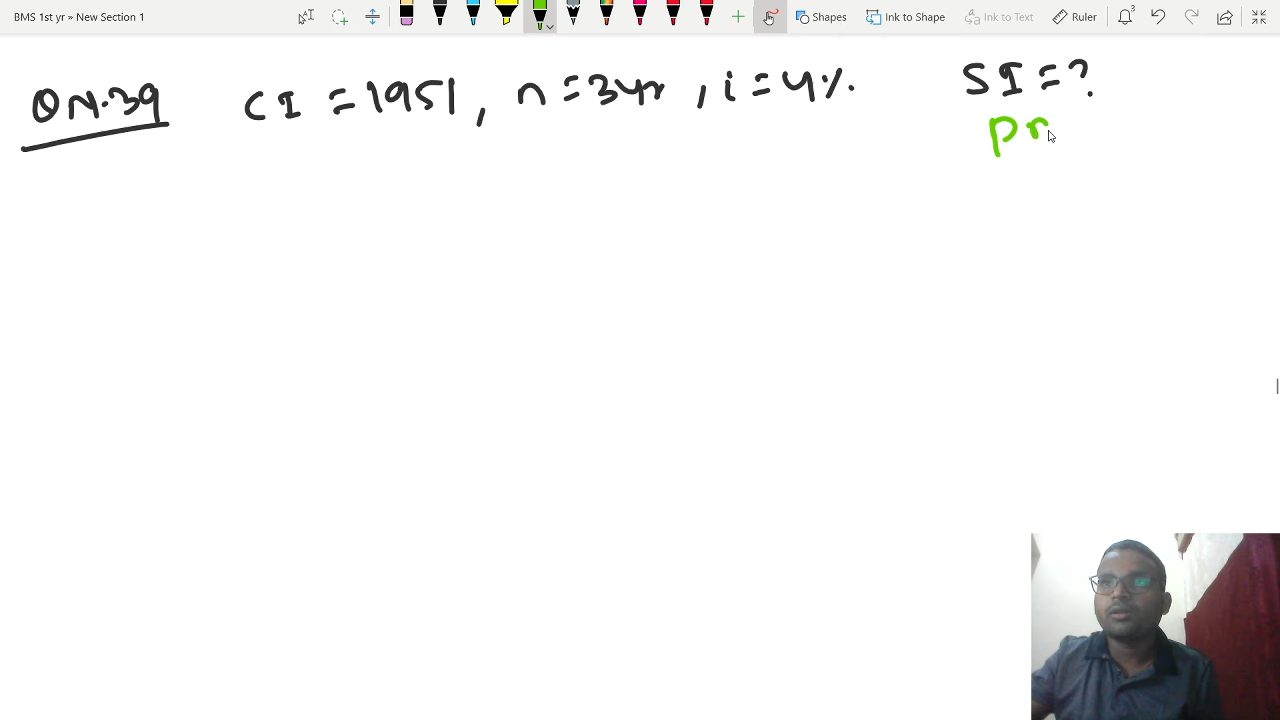 BMS 1st yr » New Section 1
Shapes Ink to Shape Ink to Text Ruler 3
QN.39 CI = 1951, n = 3yr, i = 4% SI = ?
pr